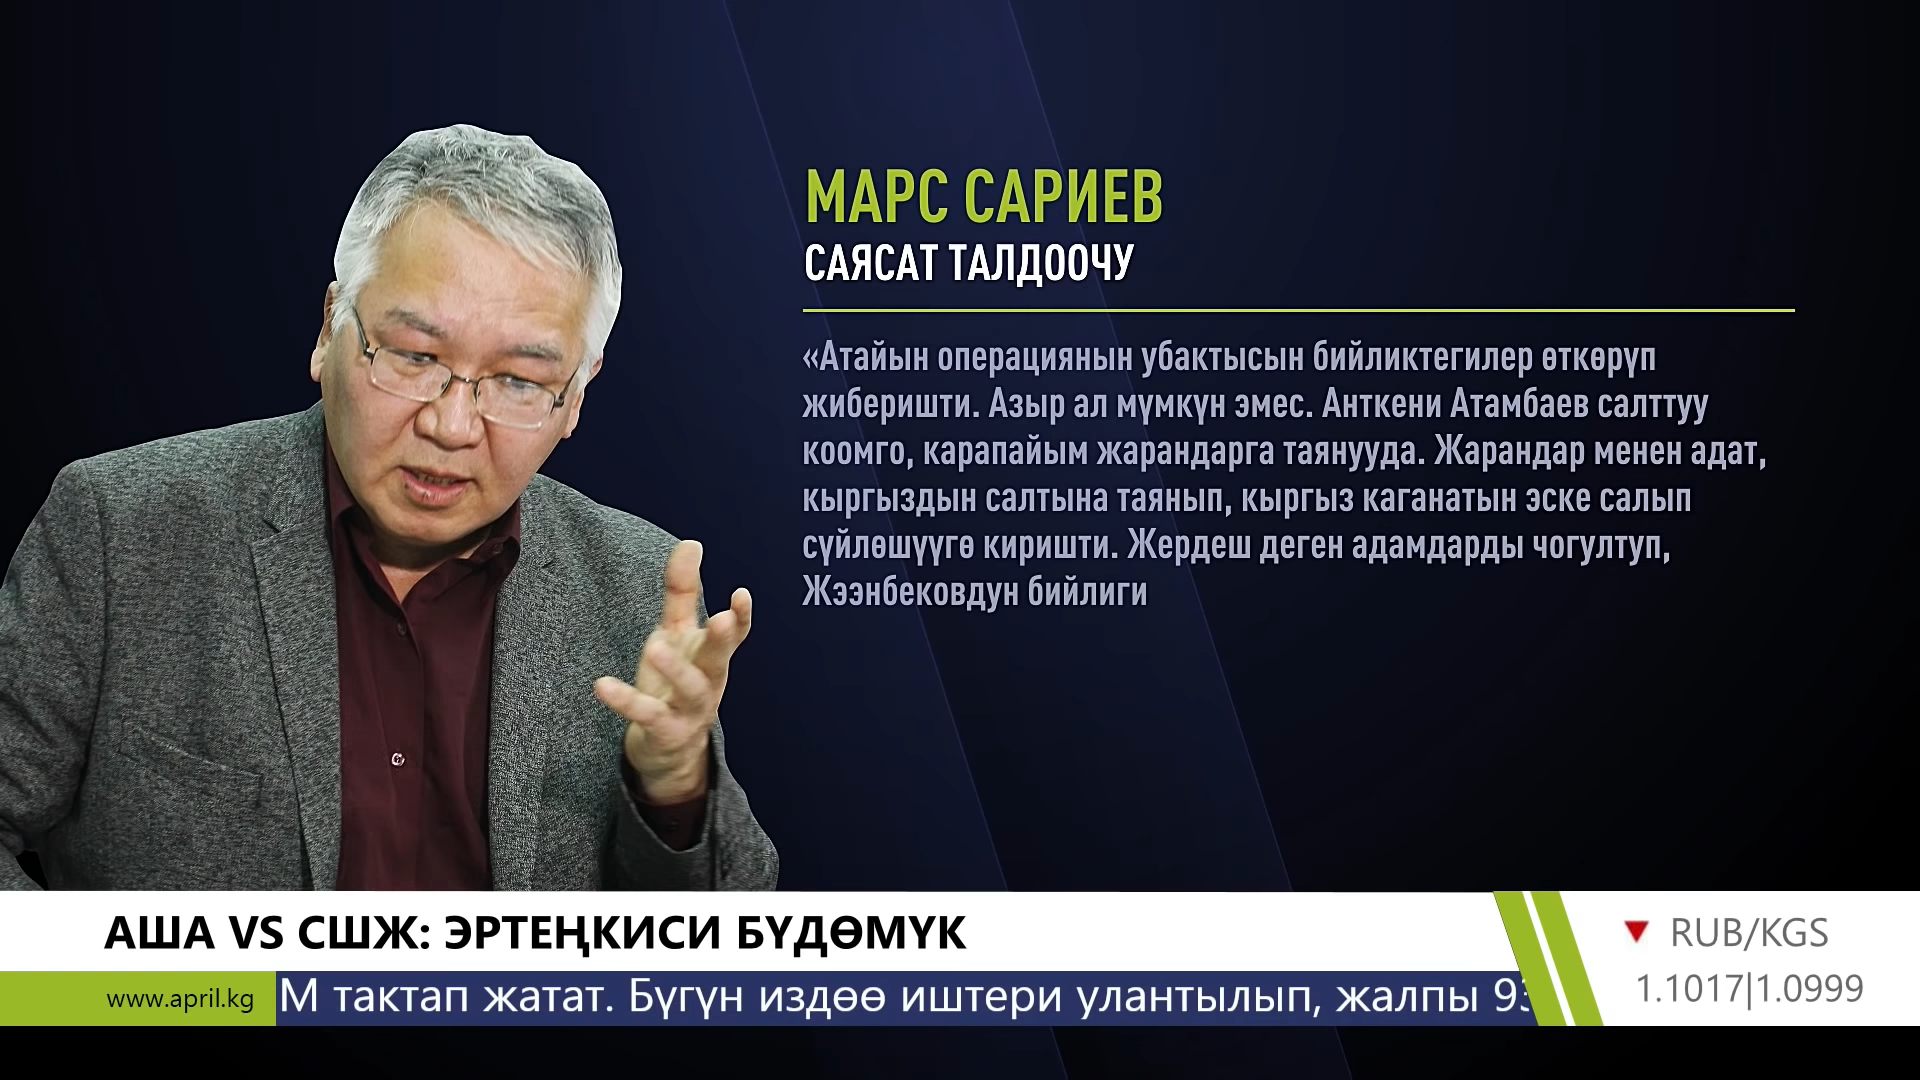 МАРС САРИЕВ
САЯСАТ ТАЛДООЧУ
«Атайын операциянын убактысын бийликтегилер өткөрүп
жиберишти. Азыр ал мүмкүн эмес. Анткени Атамбаев салттуу
коомго, карапайым жарандарга таянууда. Жарандар менен адат,
кыргыздын салтына таянып, кыргыз каганатын эске салып
сүйлөшүүгө киришти. Жердеш деген адамдарды чогултуп,
Жээнбековдун бийлиги
АША VS СШЖ: ЭРТЕҢКИСИ БҮДӨМҮК
RUB/KGS
1.1017|1.0999
www.april.kg
М тактап жатат. Бүгүн издөө иштери улантылып, жалпы 93